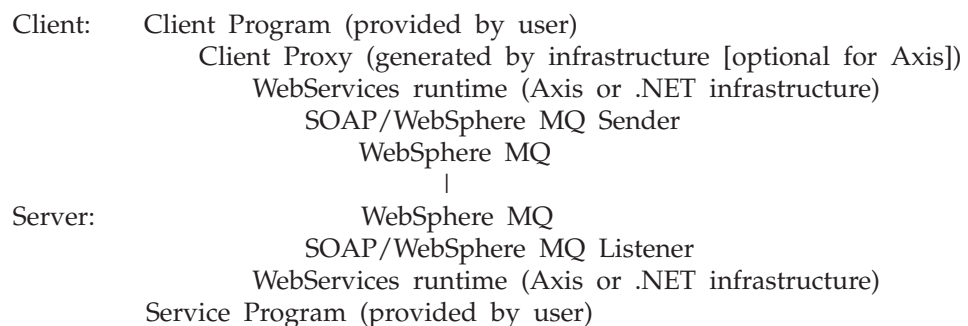 Client: Client Program (provided by user)
Client Proxy (generated by infrastructure [optional for Axis])
WebServices runtime (Axis or .NET infrastructure)
SOAP/WebSphere MQ Sender
WebSphere MQ
|
Server: WebSphere MQ
SOAP/WebSphere MQ Listener
WebServices runtime (Axis or .NET infrastructure)
Service Program (provided by user)